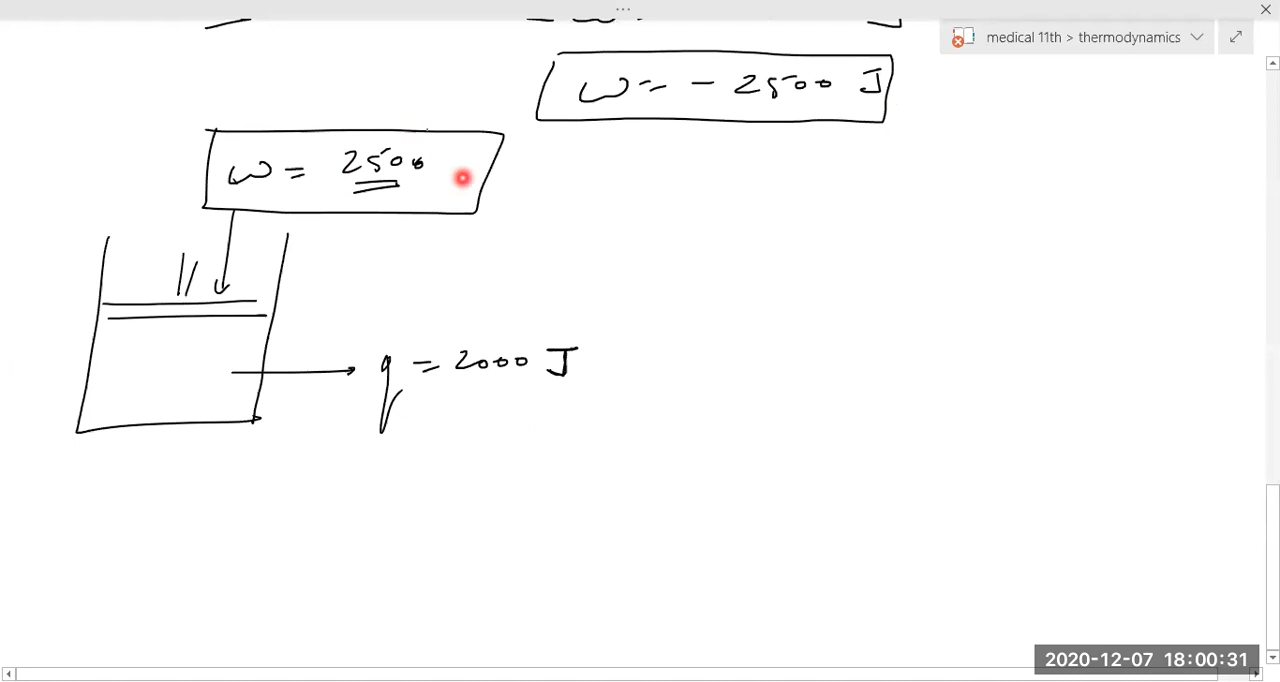 medical 11th > thermodynamics
w = - 2500 J
w = 2500
q = 2000 J
2020-12-07 18:00:31